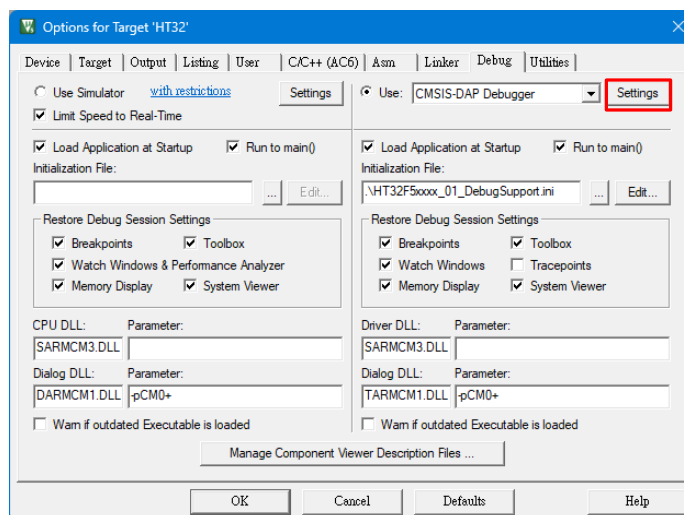 Options for Target 'HT32'
Device Target Output Listing User C/C++ (AC6) Asm Linker Debug Utilities
Use Simulator with restrictions Settings
Limit Speed to Real-Time
Load Application at Startup Run to main()
Initialization File:
... Edit...
Restore Debug Session Settings
Breakpoints Toolbox
Watch Windows & Performance Analyzer
Memory Display System Viewer
CPU DLL: Parameter:
SARMCM3.DLL
Dialog DLL: Parameter:
DARMCM1.DLL -pCM0+
Warn if outdated Executable is loaded
Use: CMSIS-DAP Debugger Settings
Load Application at Startup Run to main()
Initialization File:
.\HT32F5xxxx_01_DebugSupport.ini ... Edit...
Restore Debug Session Settings
Breakpoints Toolbox
Watch Windows Tracepoints
Memory Display System Viewer
Driver DLL: Parameter:
SARMCM3.DLL
Dialog DLL: Parameter:
TARMCM1.DLL -pCM0+
Warn if outdated Executable is loaded
Manage Component Viewer Description Files ...
OK Cancel Defaults Help